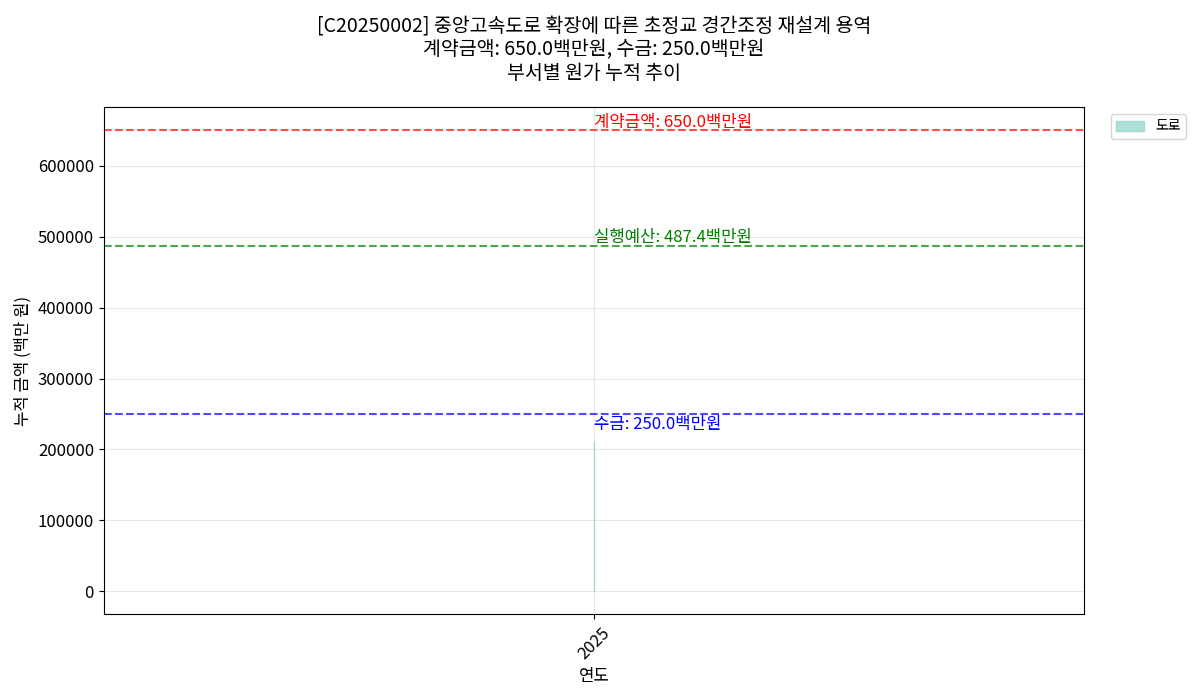 [C20250002] 중앙고속도로 확장에 따른 초정교 경간조정 재설계 용역
계약금액: 650.0백만원, 수금: 250.0백만원
부서별 원가 누적 추이
계약금액: 650.0백만원
도로
600000
500000
실행예산: 487.4백만원
400000
누적 금액 (백만 원)
300000
수금: 250.0백만원
200000
100000
0
2025
연도